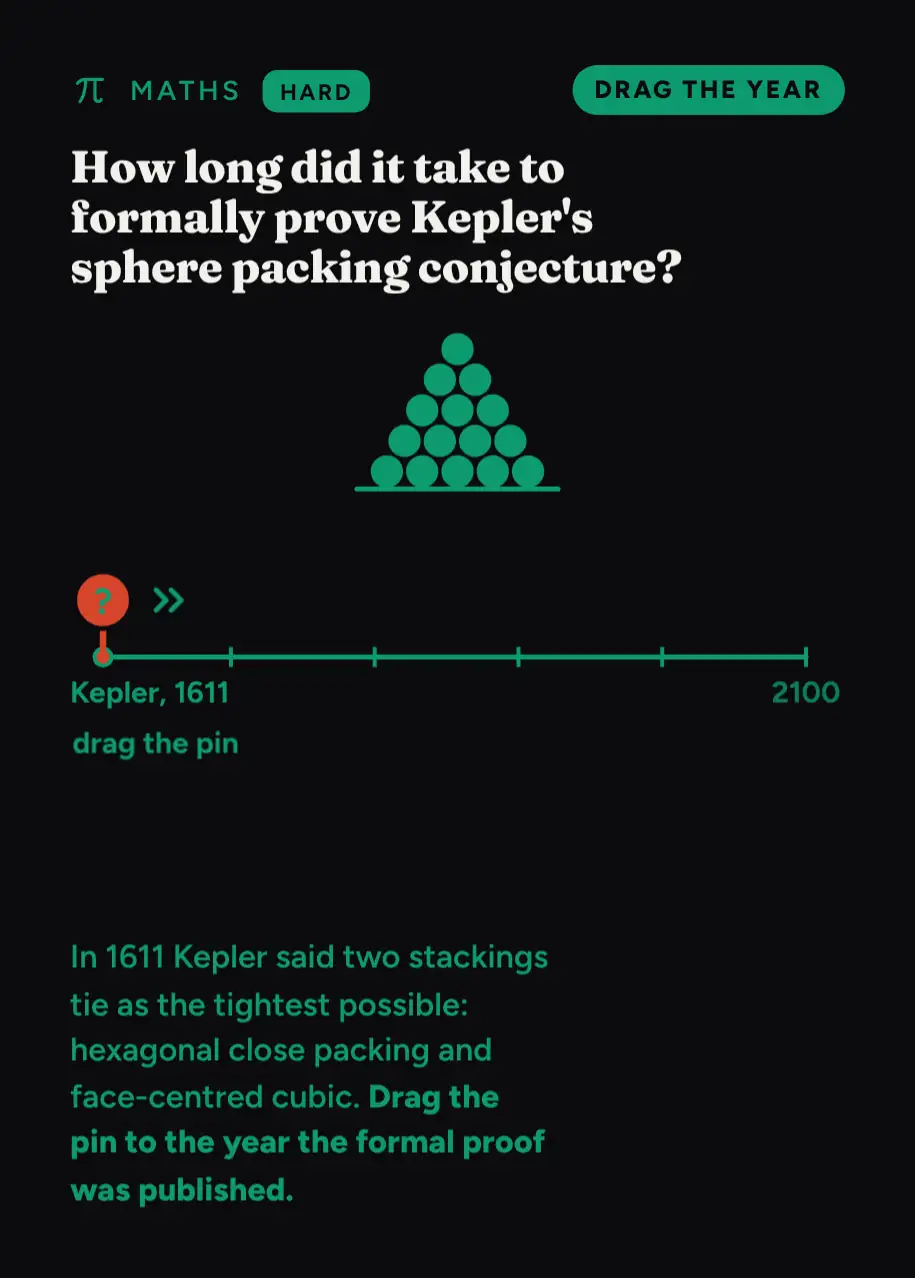 π MATHS HARD DRAG THE YEAR
How long did it take to
formally prove Kepler's
sphere packing conjecture?
?
Kepler, 1611 2100
drag the pin
In 1611 Kepler said two stackings
tie as the tightest possible:
hexagonal close packing and
face-centred cubic. Drag the
pin to the year the formal proof
was published.